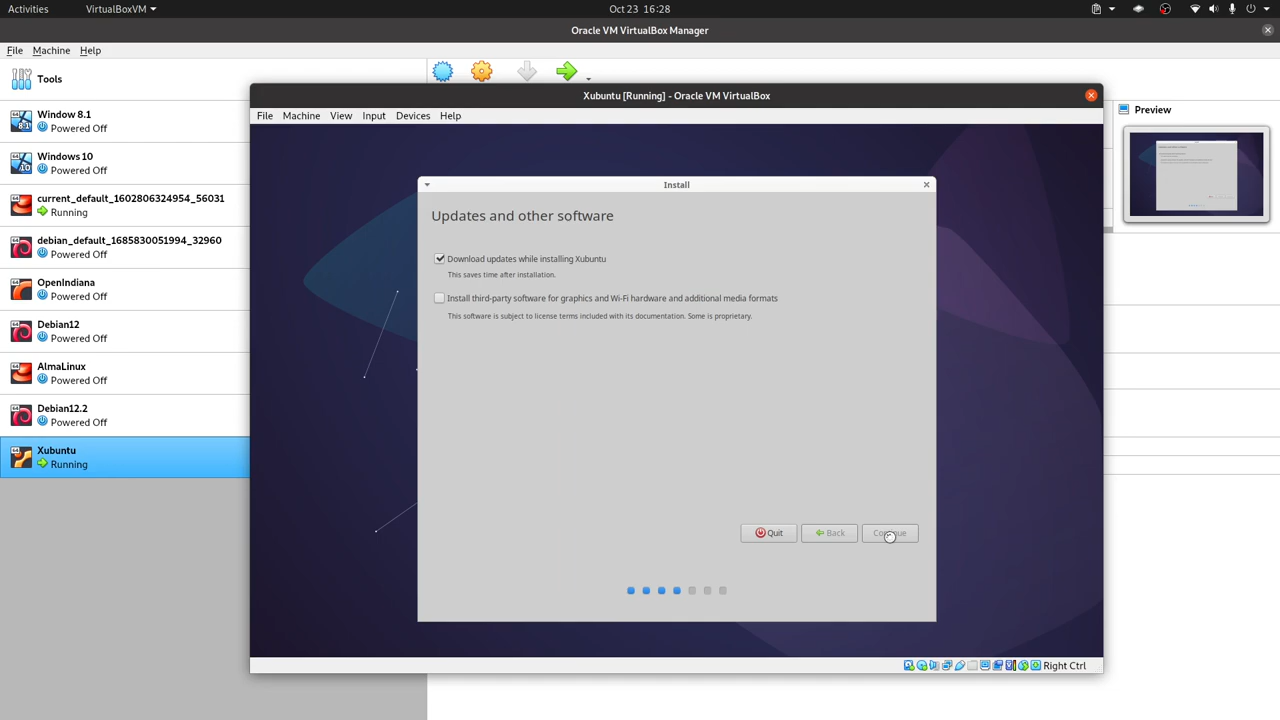 Activities
VirtualBoxVM
Oct 23 16:28
Oracle VM VirtualBox Manager
File Machine Help
Tools
Window 8.1
Powered Off
Windows 10
Powered Off
current_default_1602806324954_56031
Running
debian_default_1685830051994_32960
Powered Off
OpenIndiana
Powered Off
Debian12
Powered Off
AlmaLinux
Powered Off
Debian12.2
Powered Off
Xubuntu
Running
Xubuntu [Running] - Oracle VM VirtualBox
File Machine View Input Devices Help
Install
Updates and other software
Download updates while installing Xubuntu
This saves time after installation.
Install third-party software for graphics and Wi-Fi hardware and additional media formats
This software is subject to license terms included with its documentation. Some is proprietary.
Quit Back Continue
Right Ctrl
Preview